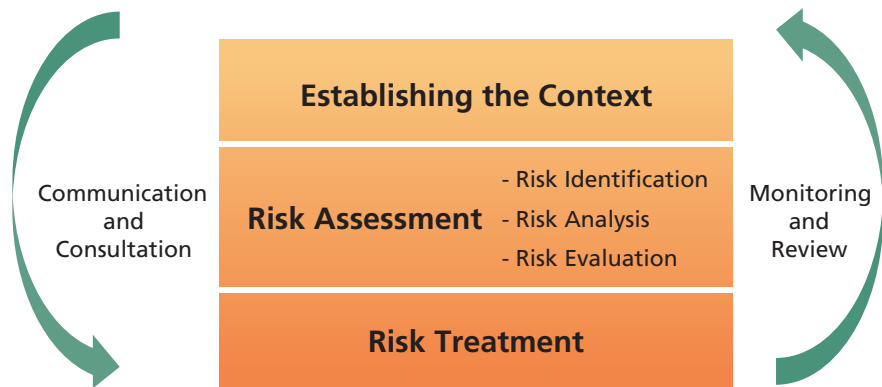 Establishing the Context
Communication
and
Consultation
Risk Assessment
- Risk Identification
- Risk Analysis
- Risk Evaluation
Monitoring
and
Review
Risk Treatment